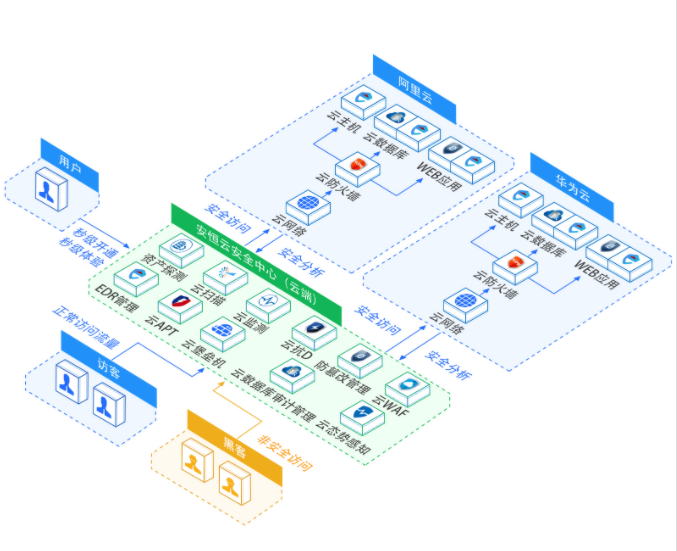 阿里云
云主机
云数据库
WEB应用
云防火墙
云网络
华为云
云主机
云数据库
WEB应用
云防火墙
云网络
用户
秒级开通
秒级体验
安全访问
安全分析
安全访问
安全分析
安恒云安全中心（云端）
资产探测
云扫描
云监测
云抗D
防篡改管理
云WAF
EDR管理
云APT
云堡垒机
云数据库审计管理
云态势感知
正常访问流量
访客
黑客
非安全访问